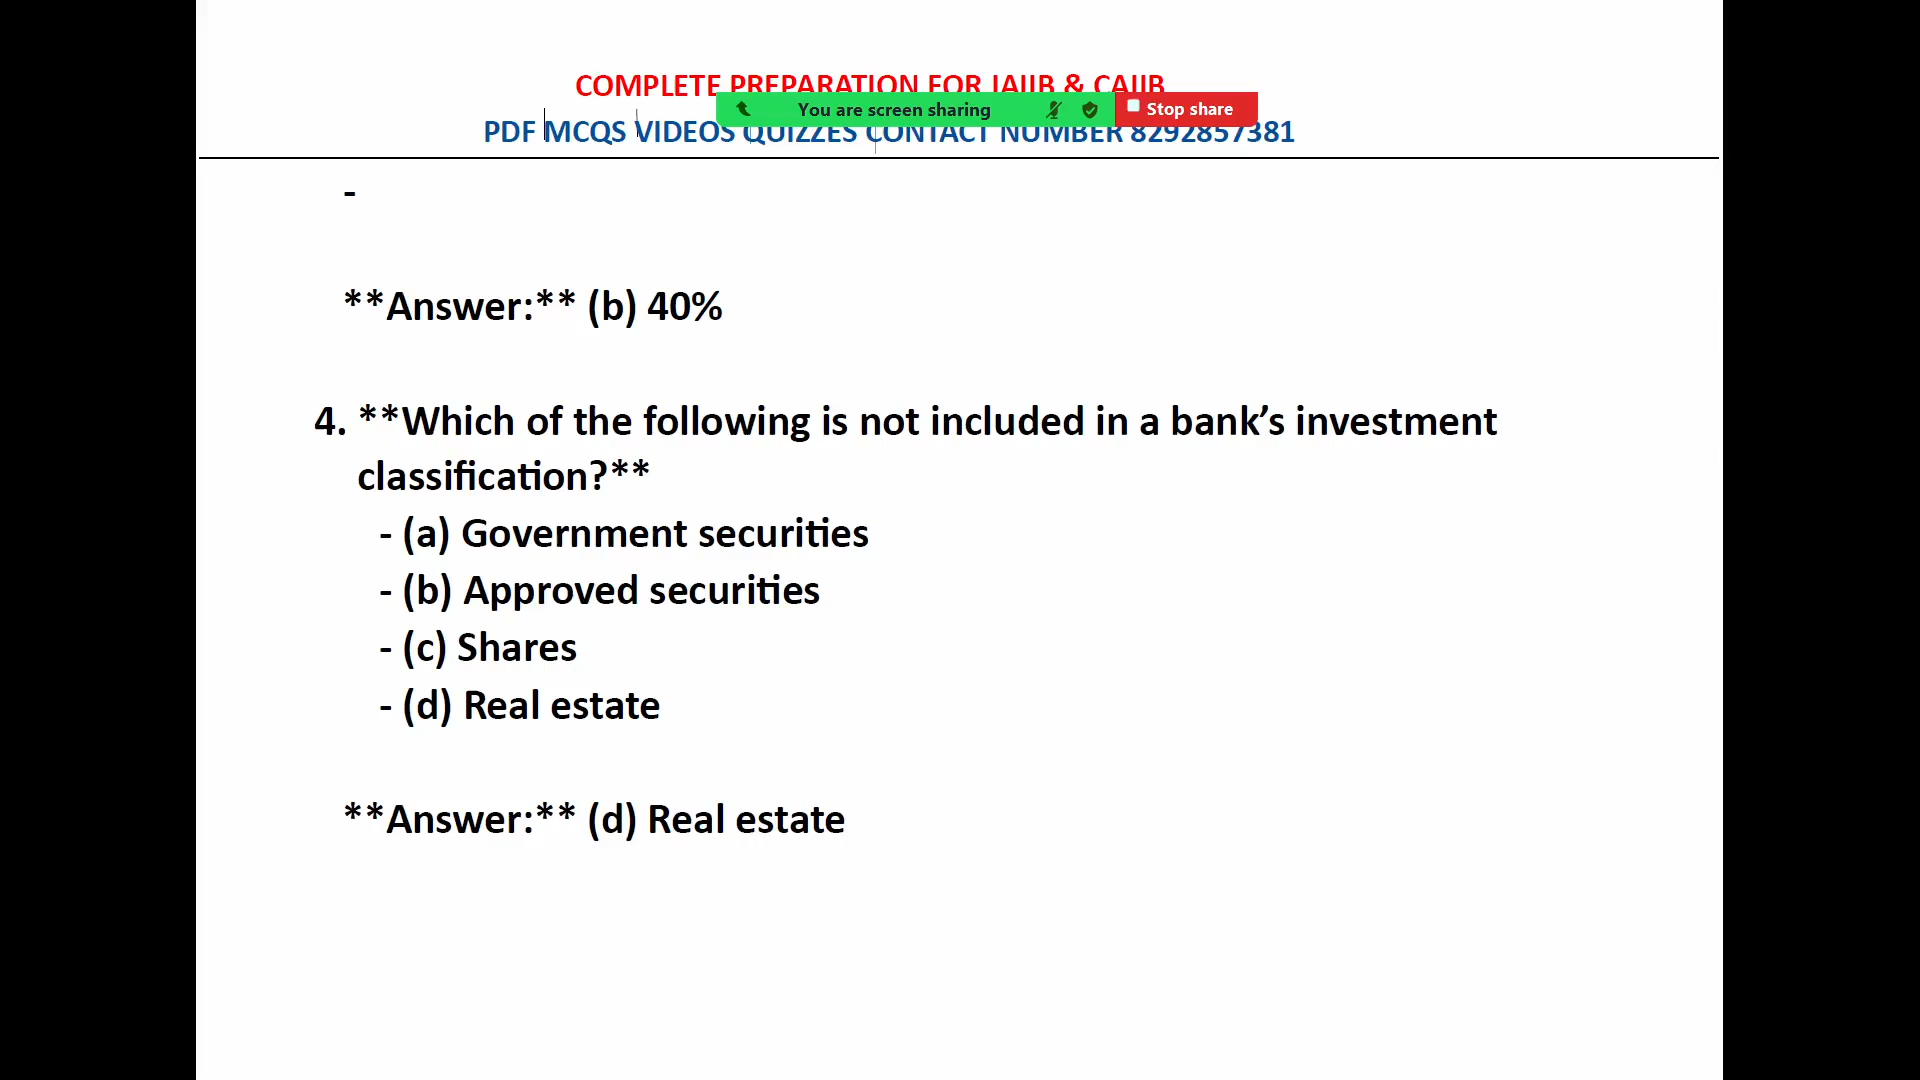 COMPLETE PREPARATION FOR JAIIB & CAIIB
You are screen sharing
Stop share
PDF MCQS VIDEOS QUIZZES CONTACT NUMBER 8292857381
-
**Answer:** (b) 40%
4. **Which of the following is not included in a bank’s investment
classification?**
- (a) Government securities
- (b) Approved securities
- (c) Shares
- (d) Real estate
**Answer:** (d) Real estate